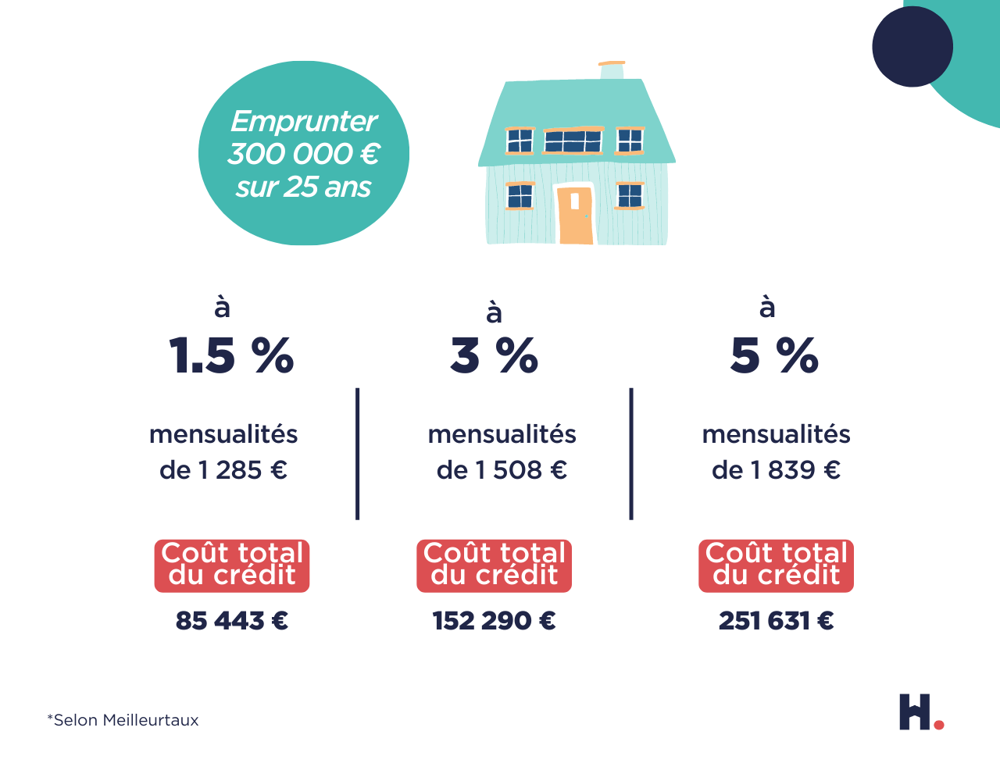 Emprunter
300 000 €
sur 25 ans
à
1.5 %
mensualités
de 1 285 €
Coût total
du crédit
85 443 €
à
3 %
mensualités
de 1 508 €
Coût total
du crédit
152 290 €
à
5 %
mensualités
de 1 839 €
Coût total
du crédit
251 631 €
*Selon Meilleurtaux
H.